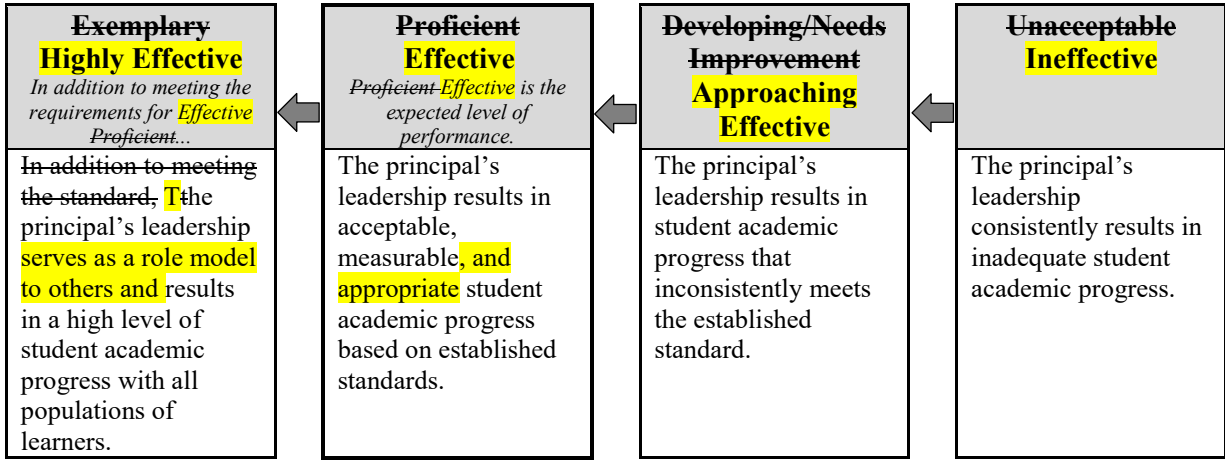 Exemplary
Highly Effective
In addition to meeting the
requirements for Effective
Proficient...
In addition to meeting
the standard, Tthe
principal's leadership
serves as a role model
to others and results
in a high level of
student academic
progress with all
populations of
learners.
Proficient
Effective
Proficient Effective is the
expected level of
performance.
The principal's
leadership results in
acceptable,
measurable, and
appropriate student
academic progress
based on established
standards.
Developing/Needs
Improvement
Approaching
Effective
The principal's
leadership results in
student academic
progress that
inconsistently meets
the established
standard.
Unacceptable
Ineffective
The principal's
leadership
consistently results in
inadequate student
academic progress.